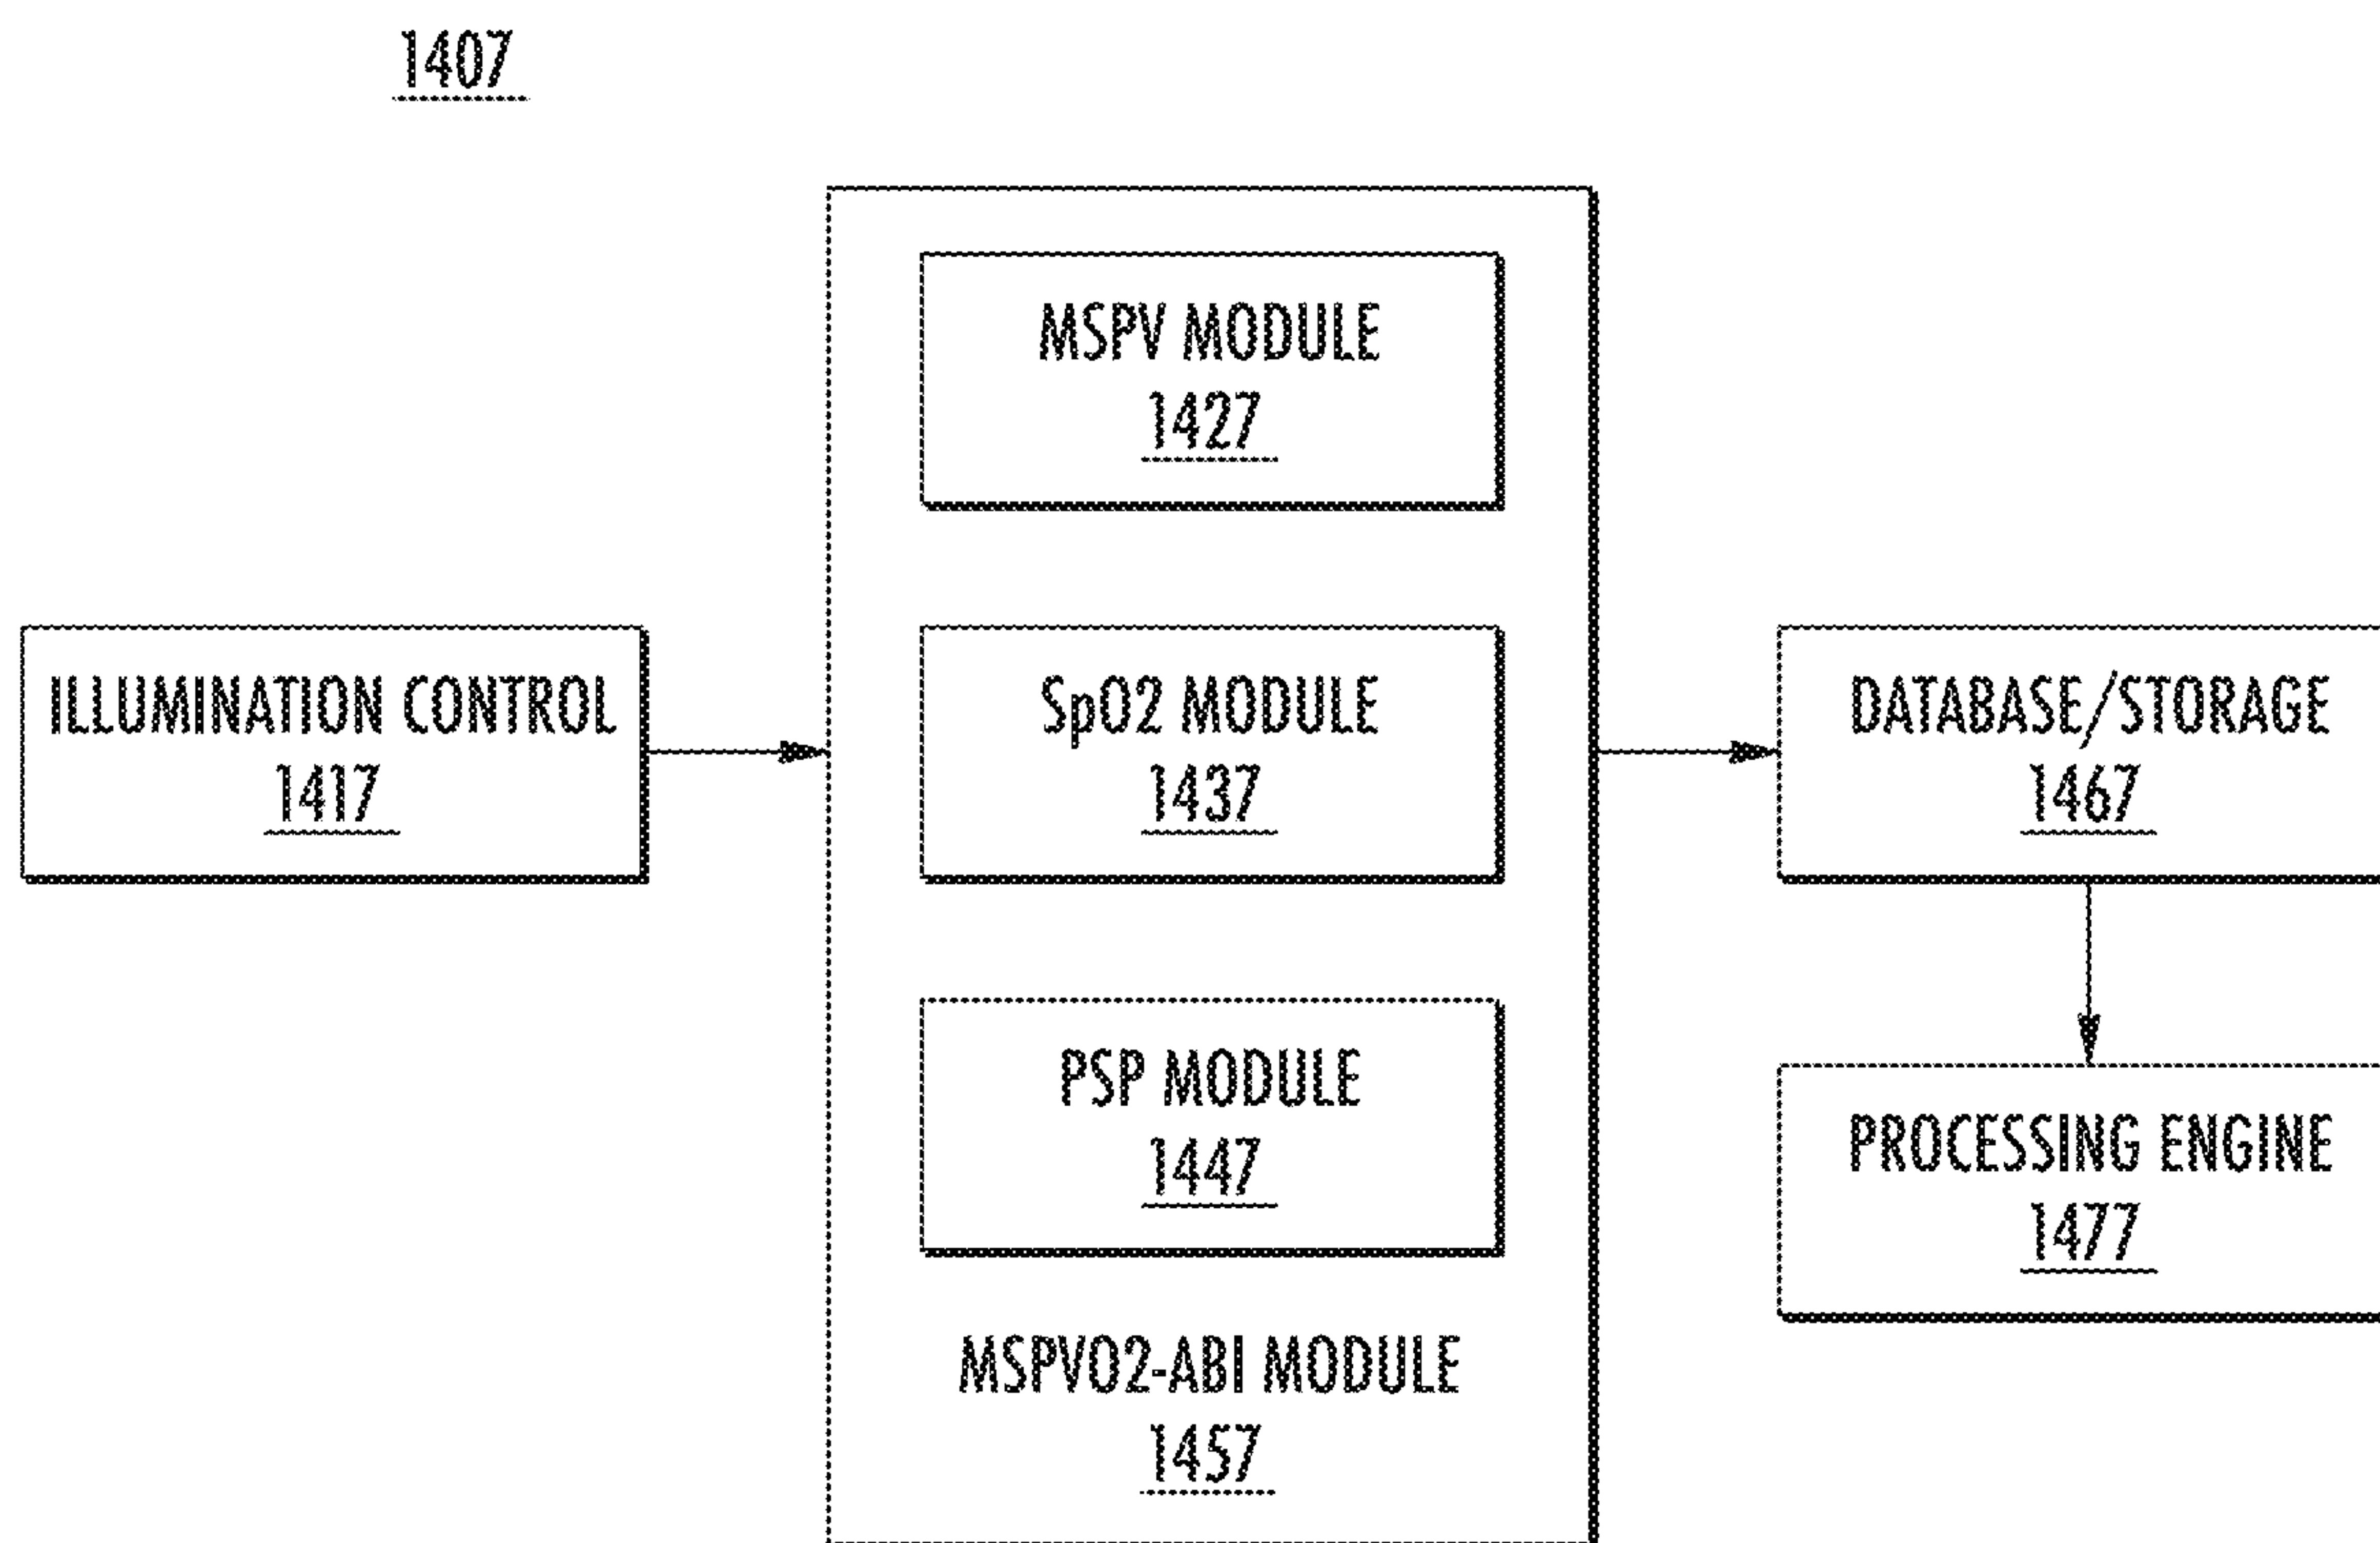 1407
MSPV MODULE
1427
ILLUMINATION CONTROL
1417
SpO2 MODULE
1437
DATABASE/STORAGE
1467
PSP MODULE
1447
PROCESSING ENGINE
1477
MSPVO2-ABI MODULE
1457